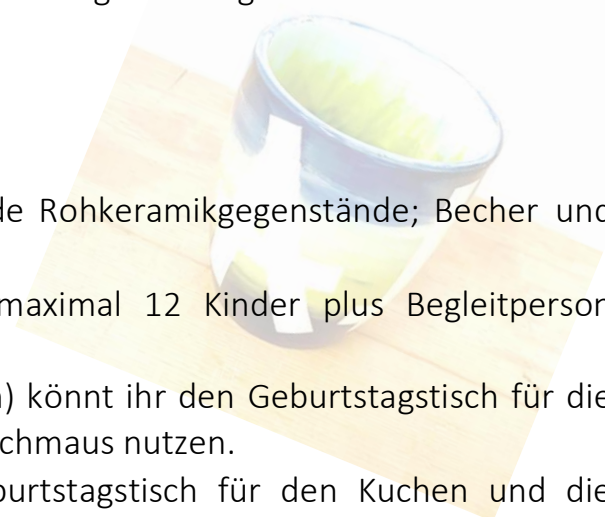 de Rohkeramikgegenstände; Becher und
maximal 12 Kinder plus Begleitperson
) könnt ihr den Geburtstagstisch für die
chmaus nutzen.
burtstagstisch für den Kuchen und die